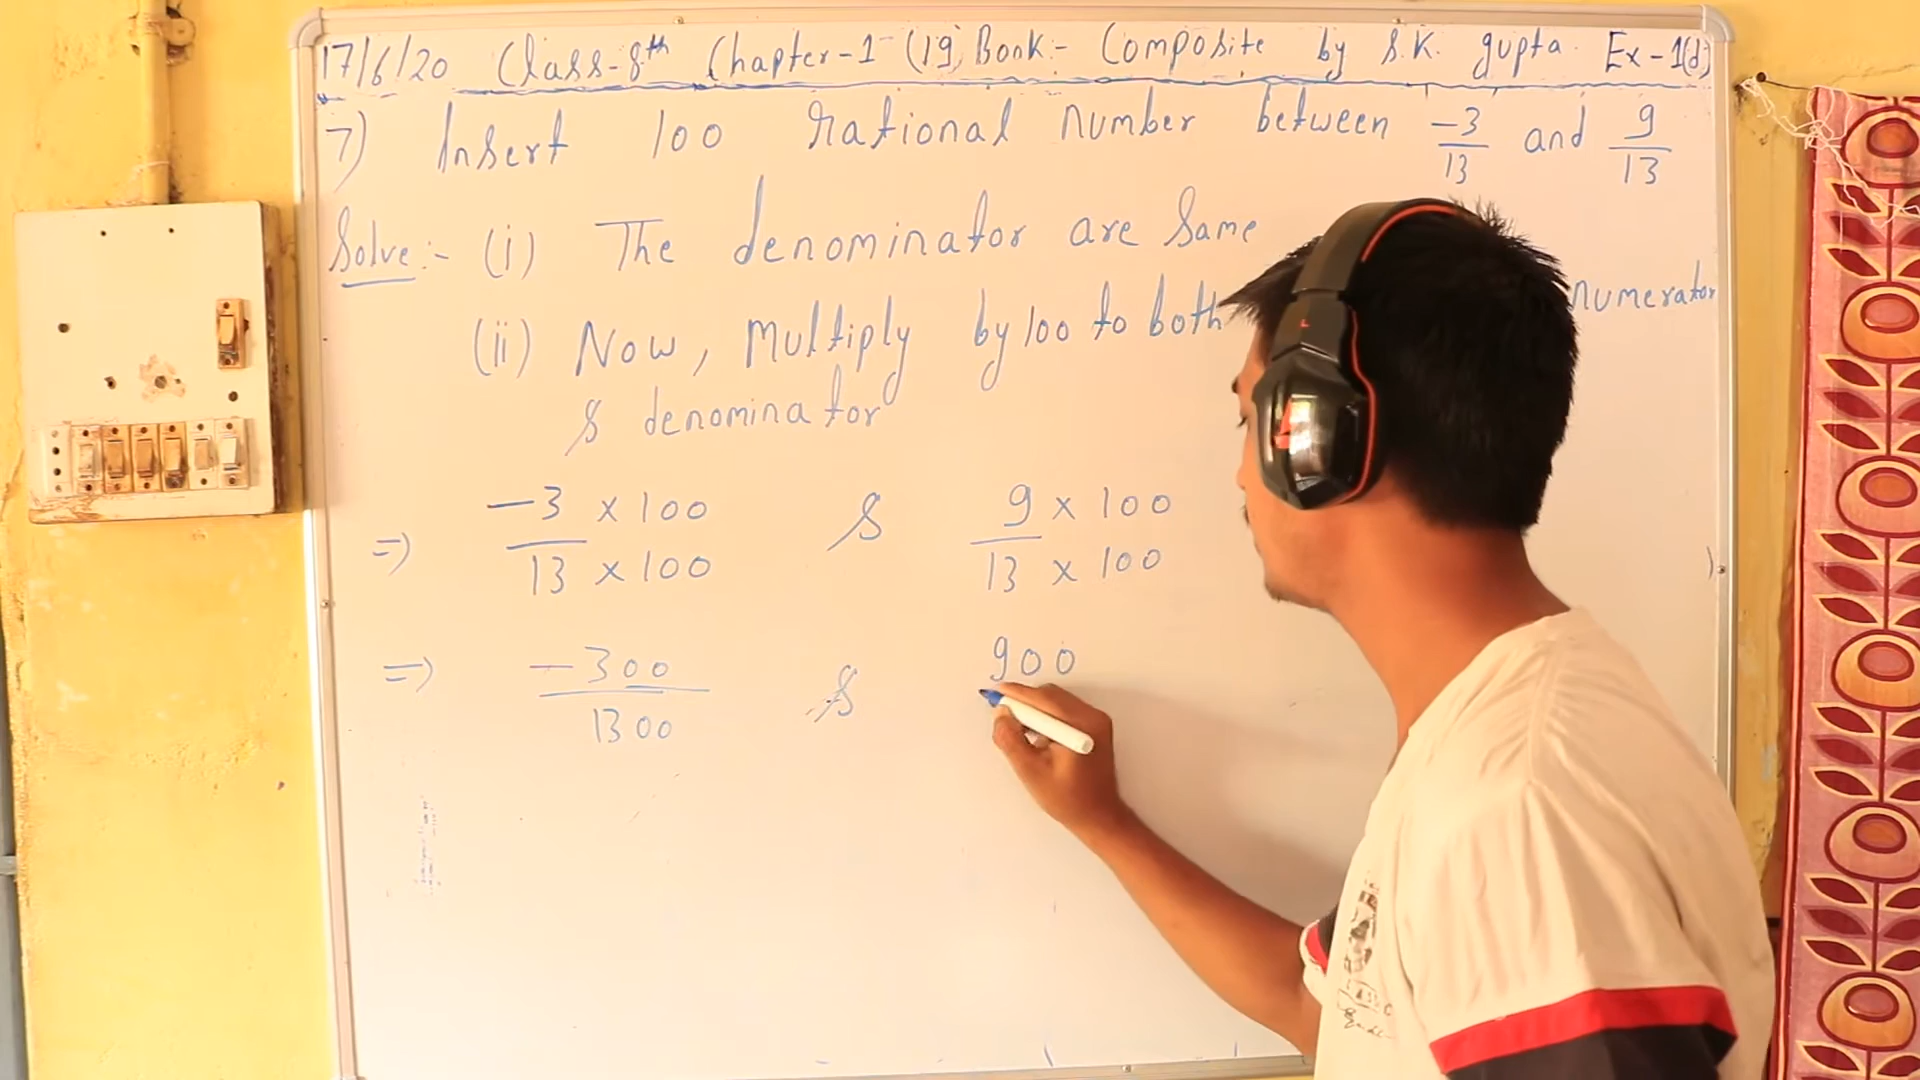 17/6/20 Class-8th Chapter-1 (19) Book:- Composite by S.K. gupta. Ex-1(d)
7) Insert 100 rational number between -3/13 and 9/13
Solve:- (i) The denominator are same
(ii) Now, Multiply by 100 to both numerator
& denominator
=> -3 x 100 / 13 x 100 & 9 x 100 / 13 x 100
=> -300 / 1300 & 900